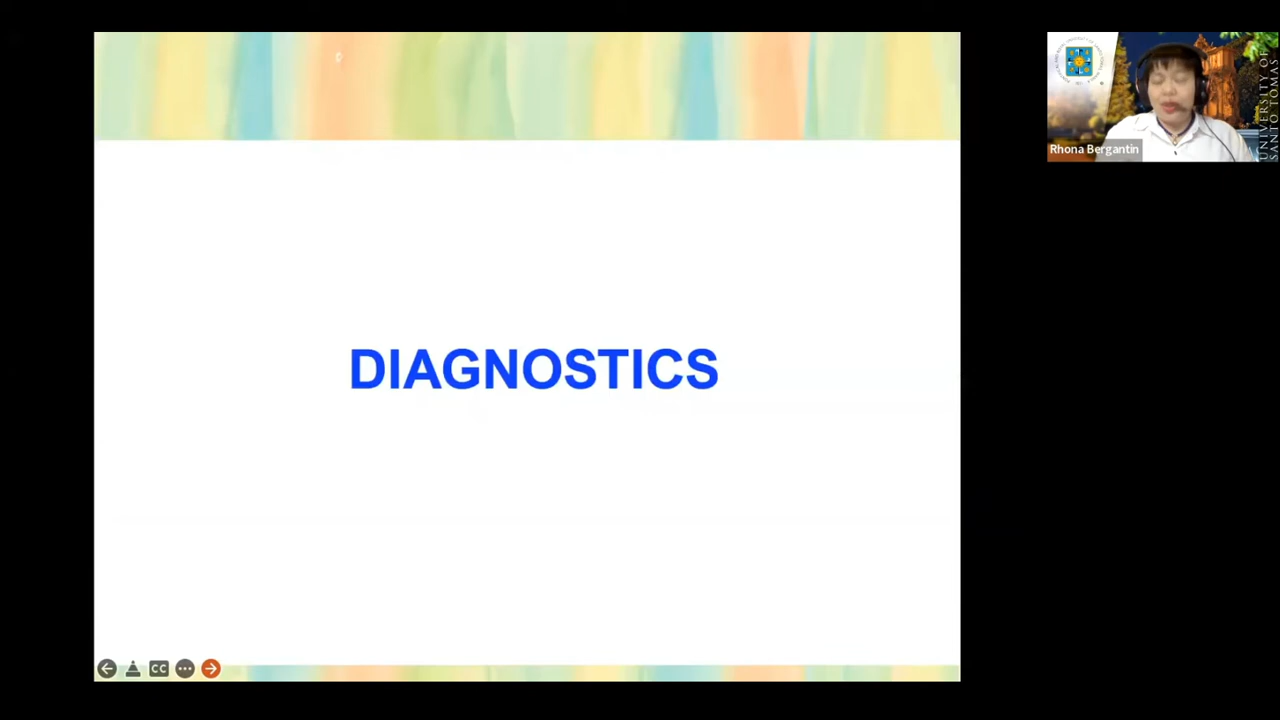 DIAGNOSTICS
Rhona Bergantin
UNIVERSITY OF
SANTO TOMAS
CC